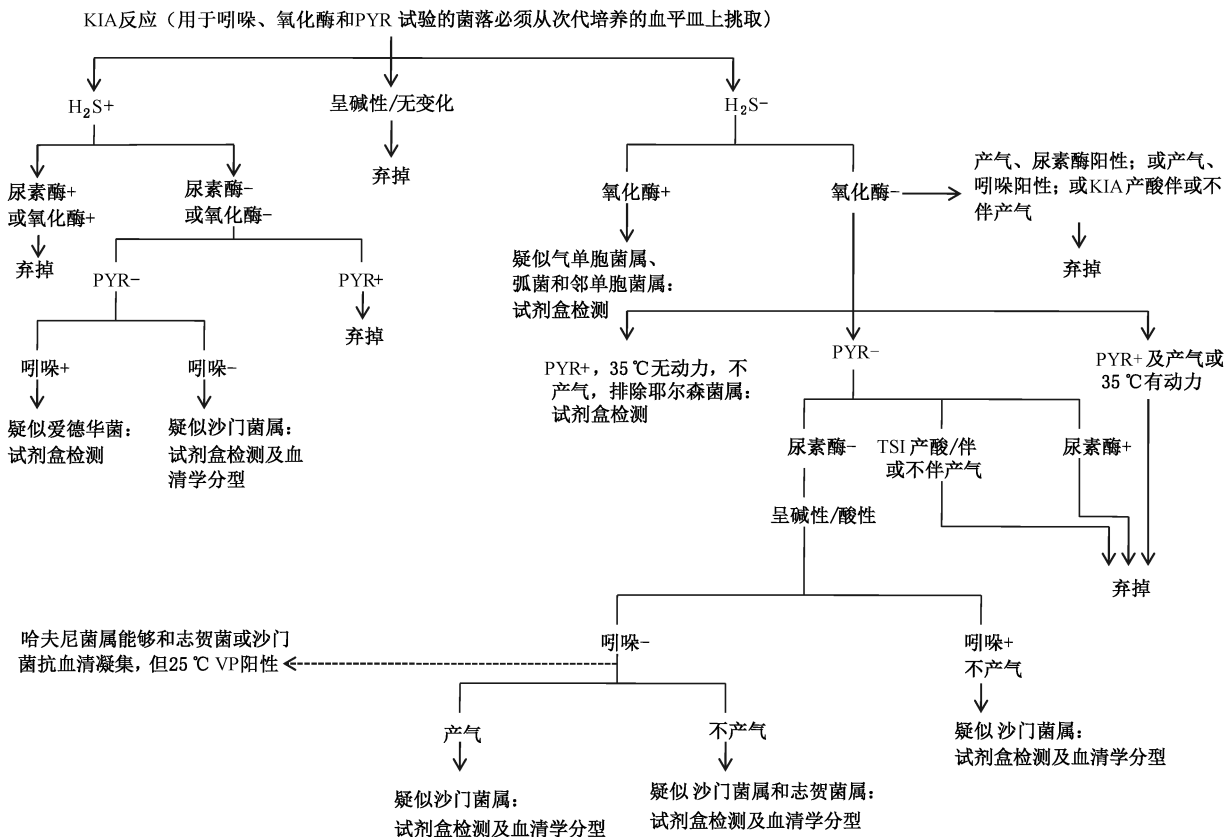 KIA反应（用于吲哚、氧化酶和PYR 试验的菌落必须从次代培养的血平皿上挑取）
H₂S+
呈碱性/无变化
H₂S−
弃掉
尿素酶+
或氧化酶+
尿素酶−
或氧化酶−
氧化酶+
氧化酶−
产气、尿素酶阳性；或产气、
吲哚阳性；或KIA产酸伴或不
伴产气
弃掉
弃掉
PYR−
PYR+
弃掉
疑似气单胞菌属、
弧菌和邻单胞菌属：
试剂盒检测
吲哚+
吲哚−
疑似爱德华菌：
试剂盒检测
疑似沙门菌属：
试剂盒检测及血
清学分型
PYR+，35℃无动力，不
产气，排除耶尔森菌属：
试剂盒检测
PYR−
PYR+及产气或
35℃有动力
尿素酶−
TSI产酸/伴
或不伴产气
尿素酶+
呈碱性/酸性
弃掉
哈夫尼菌属能够和志贺菌或沙门
菌抗血清凝集，但25℃ VP阳性
吲哚−
吲哚+
不产气
产气
不产气
疑似 沙门菌属：
试剂盒检测及血清学分型
疑似沙门菌属：
试剂盒检测及血清学分型
疑似 沙门菌属和志贺菌属：
试剂盒检测及血清学分型